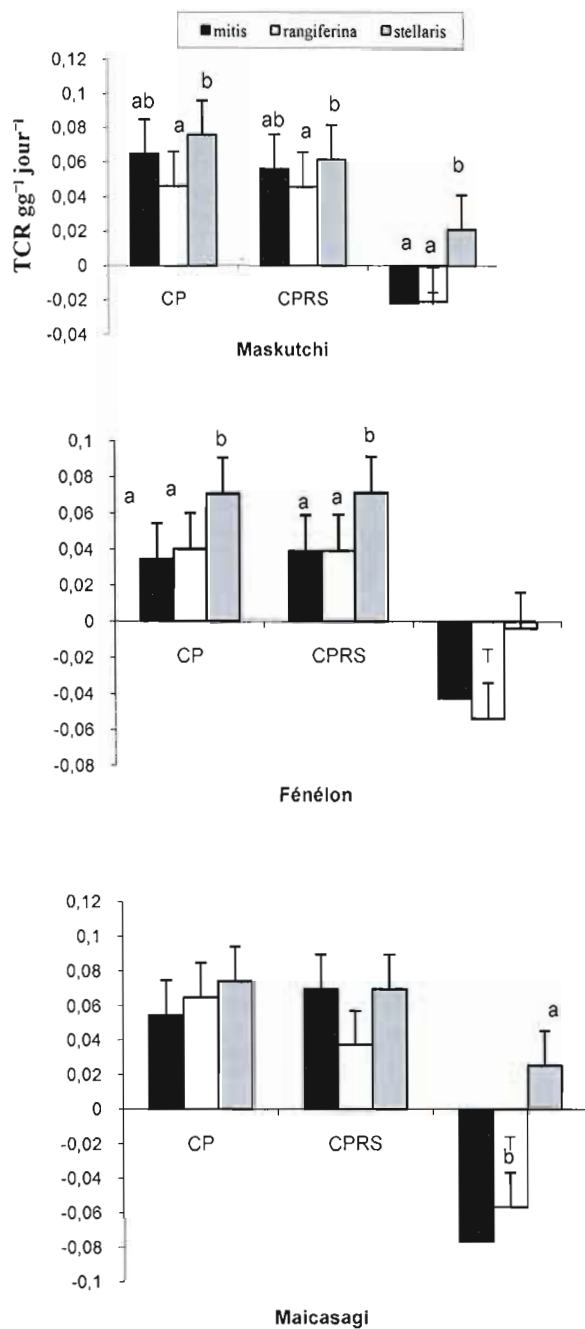 mitis rangiferina stellaris
TCR gg⁻¹ jour⁻¹
0,12
0,1
0,08
0,06
0,04
0,02
0
-0,02
-0,04
ab a b
ab a b
a a b
CP CPRS
Maskutchi
0,1
0,08
0,06
0,04
0,02
0
-0,02
-0,04
-0,06
-0,08
a a b
a a b
CP CPRS
T
Fénélon
0,12
0,1
0,08
0,06
0,04
0,02
0
-0,02
-0,04
-0,06
-0,08
-0,1
a
CP CPRS
T
b
Maicasagi